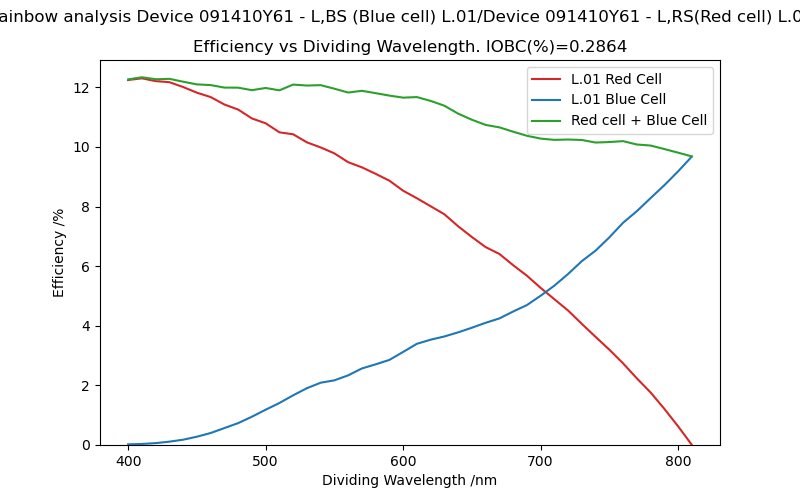 ainbow analysis Device 091410Y61 - L,BS (Blue cell) L.01/Device 091410Y61 - L,RS(Red cell) L.0
Efficiency vs Dividing Wavelength. IOBC(%)=0.2864
L.01 Red Cell
L.01 Blue Cell
Red cell + Blue Cell
Efficiency /%
12
10
8
6
4
2
0
400 500 600 700 800
Dividing Wavelength /nm